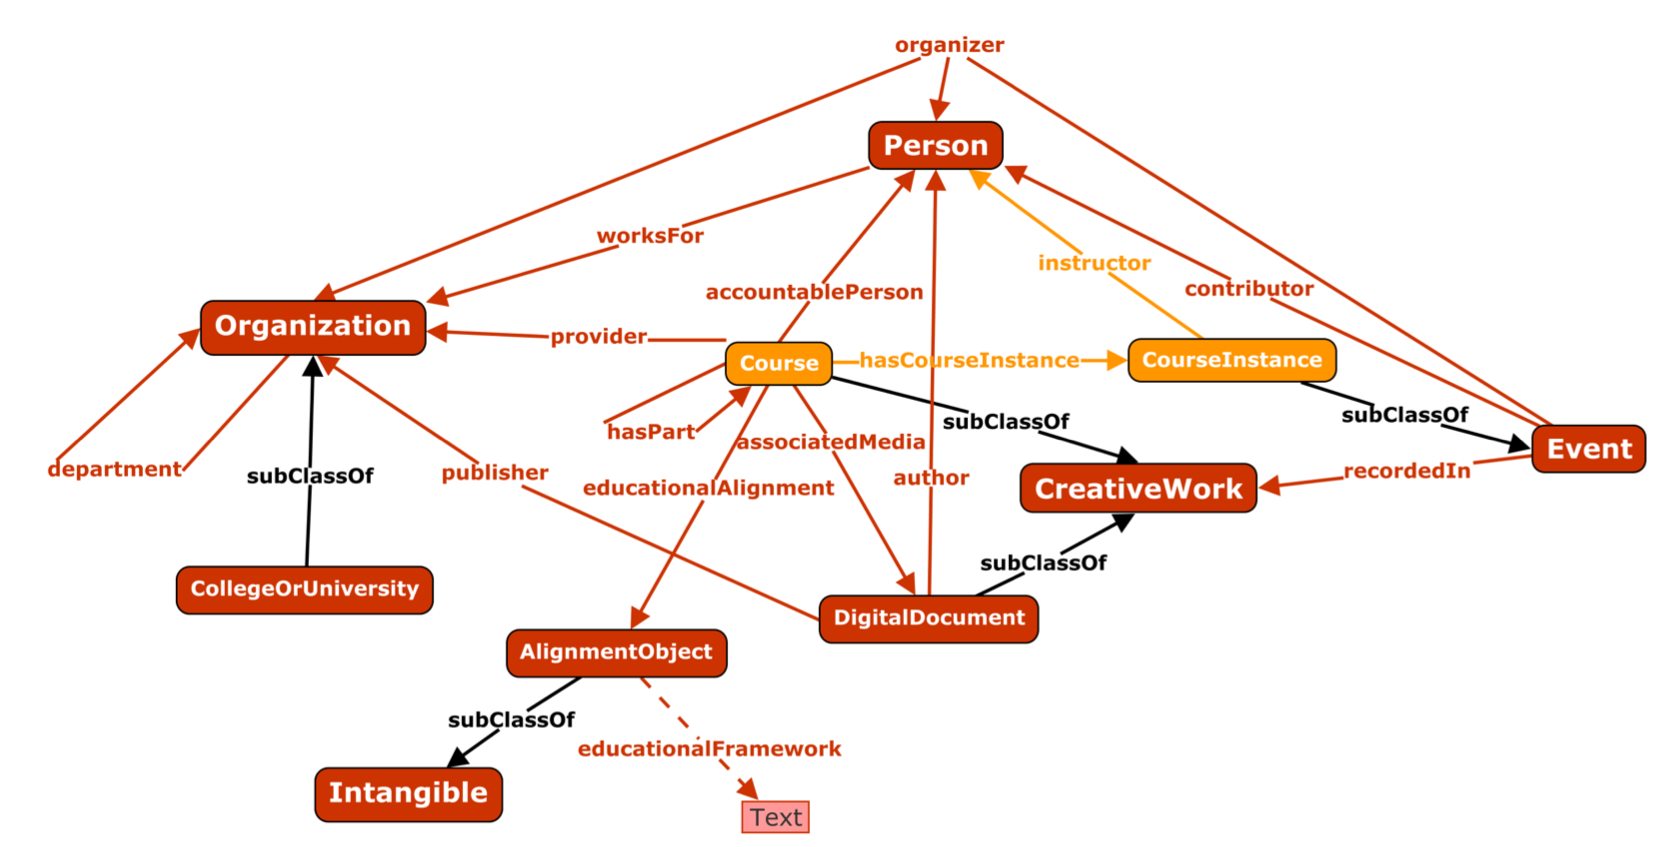 organizer
Person
worksFor
instructor
accountablePerson
contributor
Organization
provider
Course
hasCourseInstance
CourseInstance
subClassOf
subClassOf
hasPart
associatedMedia
Event
department
subClassOf
publisher
author
recordedIn
educationalAlignment
CreativeWork
subClassOf
CollegeOrUniversity
DigitalDocument
AlignmentObject
subClassOf
educationalFramework
Intangible
Text